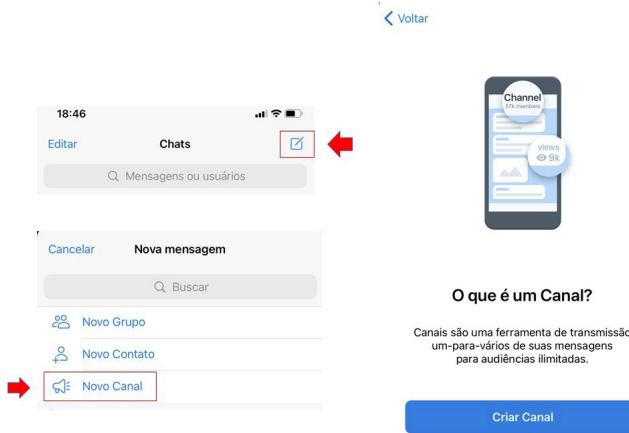 18:46
Editar
Chats
Mensagens ou usuários
Cancelar
Nova mensagem
Buscar
Novo Grupo
Novo Contato
Novo Canal
Voltar
Channel
57k members
views
9k
O que é um Canal?
Canais são uma ferramenta de transmissão
um-para-vários de suas mensagens
para audiências ilimitadas.
Criar Canal